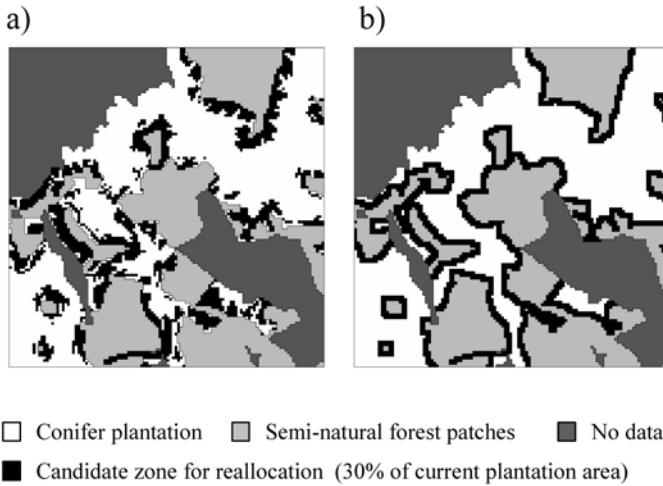 a) b)
Conifer plantation Semi-natural forest patches No data
Candidate zone for reallocation (30% of current plantation area)